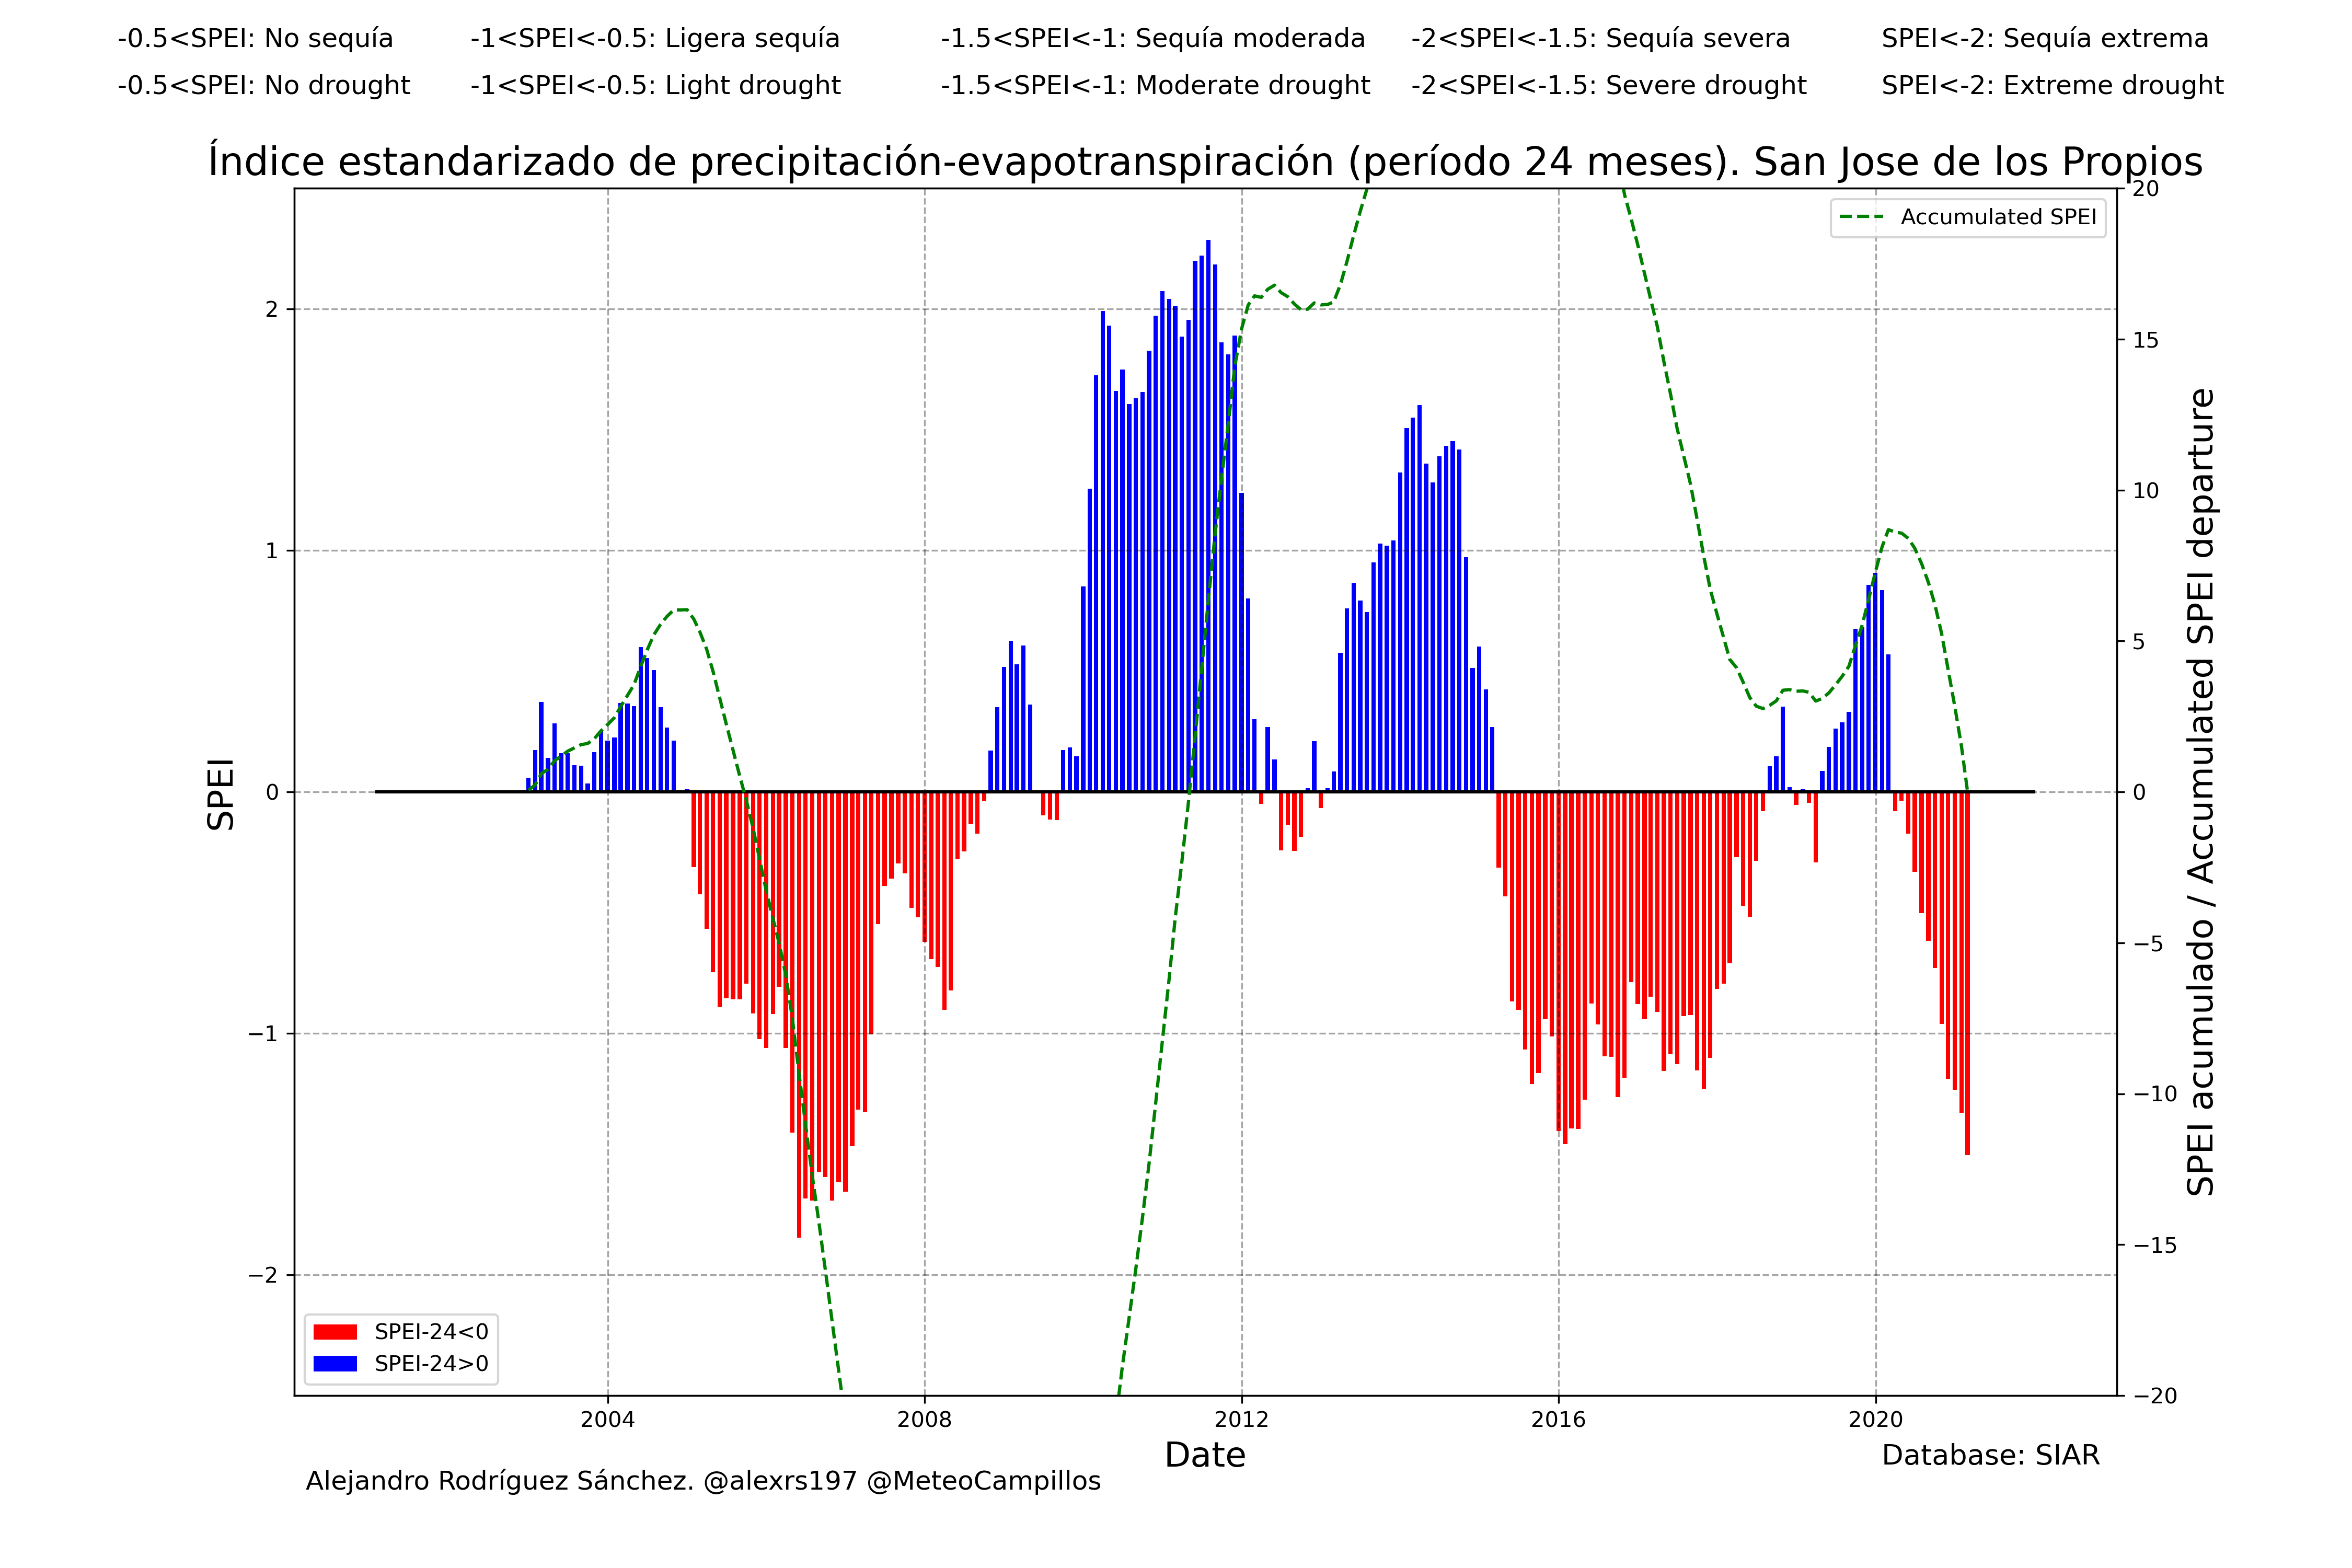 -0.5<SPEI: No sequía -1<SPEI<-0.5: Ligera sequía -1.5<SPEI<-1: Sequía moderada -2<SPEI<-1.5: Sequía severa SPEI<-2: Sequía extrema
-0.5<SPEI: No drought -1<SPEI<-0.5: Light drought -1.5<SPEI<-1: Moderate drought -2<SPEI<-1.5: Severe drought SPEI<-2: Extreme drought
Índice estandarizado de precipitación-evapotranspiración (período 24 meses). San Jose de los Propios
Accumulated SPEI
SPEI
2
1
0
−1
−2
20
15
10
5
0
−5
−10
−15
−20
SPEI acumulado / Accumulated SPEI departure
SPEI-24<0
SPEI-24>0
2004 2008 2012 2016 2020
Date
Database: SIAR
Alejandro Rodríguez Sánchez. @alexrs197 @MeteoCampillos